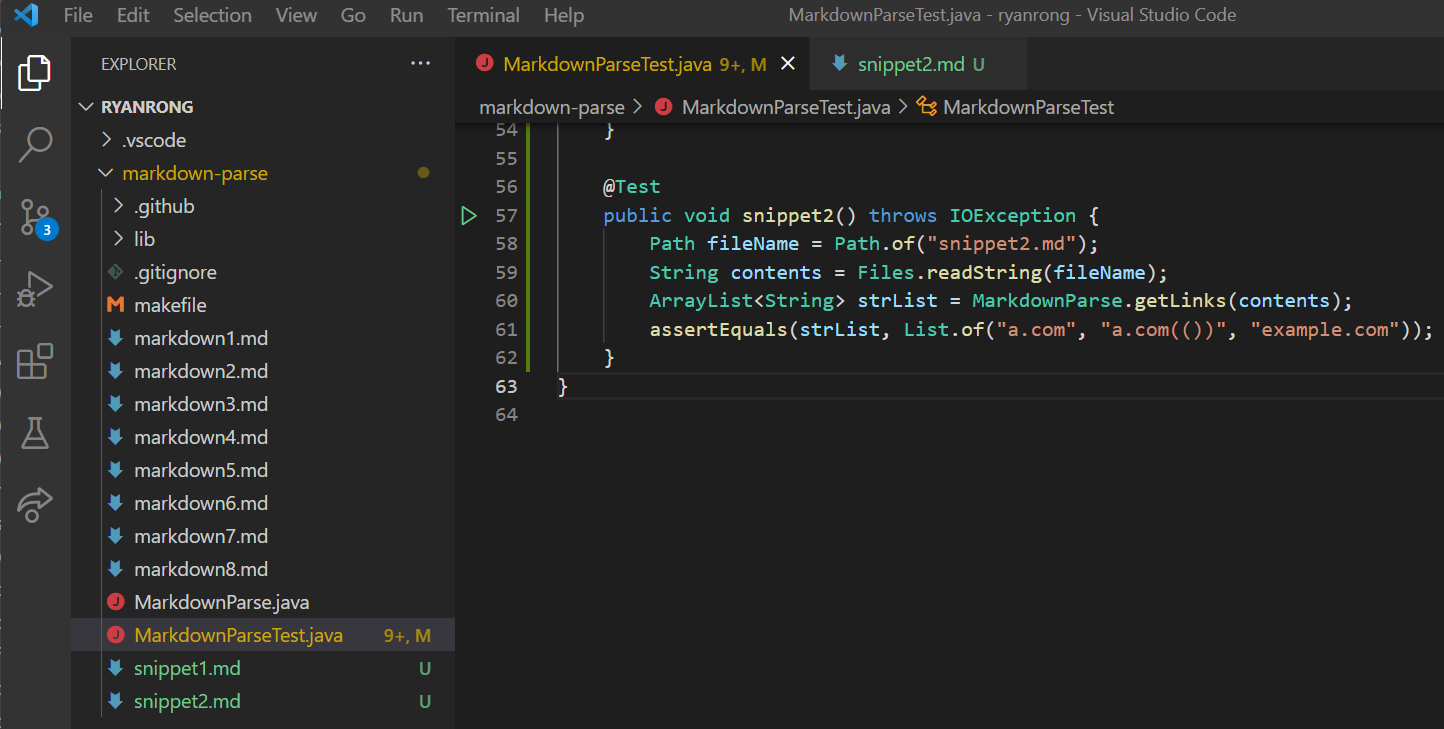 File Edit Selection View Go Run Terminal Help MarkdownParseTest.java - ryanrong - Visual Studio Code
EXPLORER
RYANRONG
.vscode
markdown-parse
.github
lib
.gitignore
makefile
markdown1.md
markdown2.md
markdown3.md
markdown4.md
markdown5.md
markdown6.md
markdown7.md
markdown8.md
MarkdownParse.java
MarkdownParseTest.java 9+, M
snippet1.md U
snippet2.md U
3
MarkdownParseTest.java 9+, M snippet2.md U
markdown-parse > MarkdownParseTest.java > MarkdownParseTest
54 }
55
56 @Test
57 public void snippet2() throws IOException {
58 Path fileName = Path.of("snippet2.md");
59 String contents = Files.readString(fileName);
60 ArrayList<String> strList = MarkdownParse.getLinks(contents);
61 assertEquals(strList, List.of("a.com", "a.com(())", "example.com"));
62 }
63 }
64